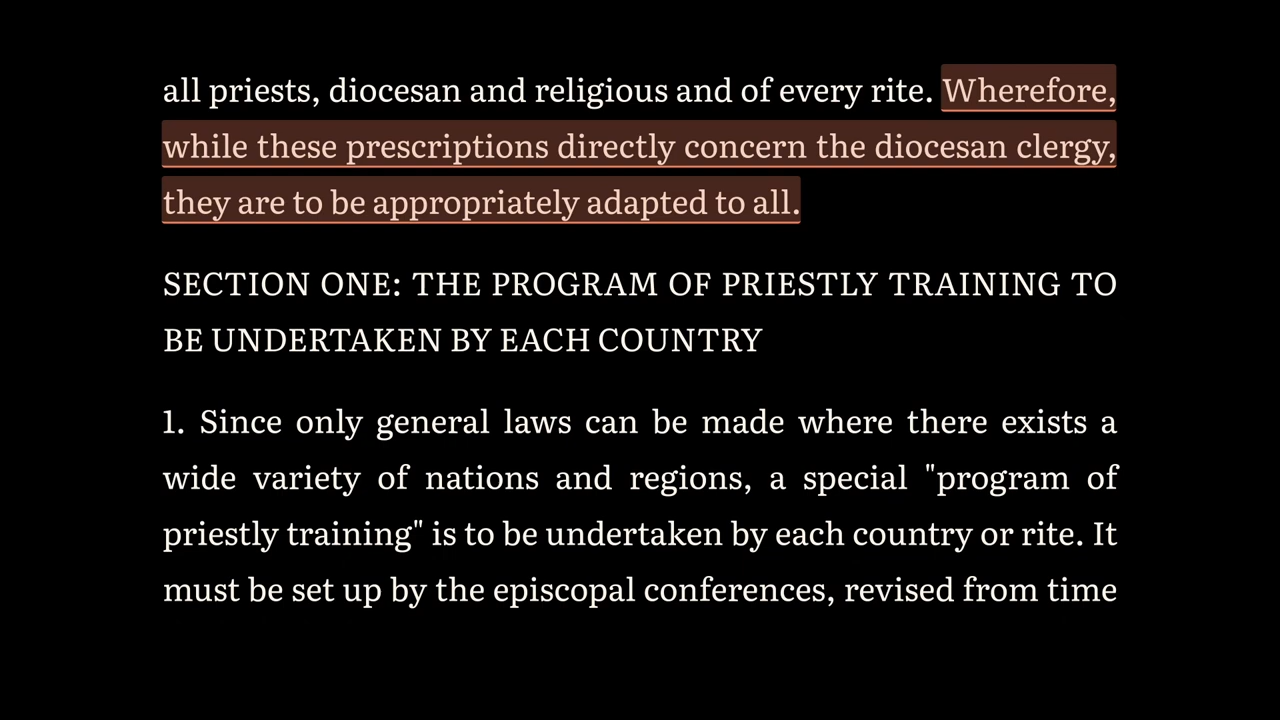 all priests, diocesan and religious and of every rite. Wherefore,
while these prescriptions directly concern the diocesan clergy,
they are to be appropriately adapted to all.
SECTION ONE: THE PROGRAM OF PRIESTLY TRAINING TO
BE UNDERTAKEN BY EACH COUNTRY
1. Since only general laws can be made where there exists a
wide variety of nations and regions, a special "program of
priestly training" is to be undertaken by each country or rite. It
must be set up by the episcopal conferences, revised from time